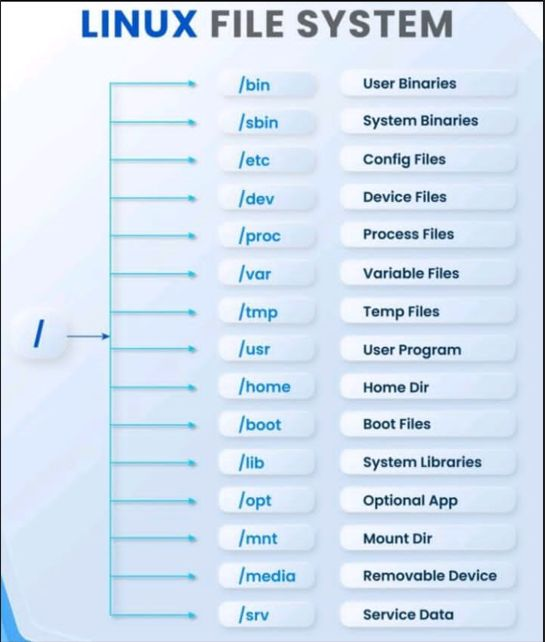 LINUX FILE SYSTEM
/
/bin User Binaries
/sbin System Binaries
/etc Config Files
/dev Device Files
/proc Process Files
/var Variable Files
/tmp Temp Files
/usr User Program
/home Home Dir
/boot Boot Files
/lib System Libraries
/opt Optional App
/mnt Mount Dir
/media Removable Device
/srv Service Data